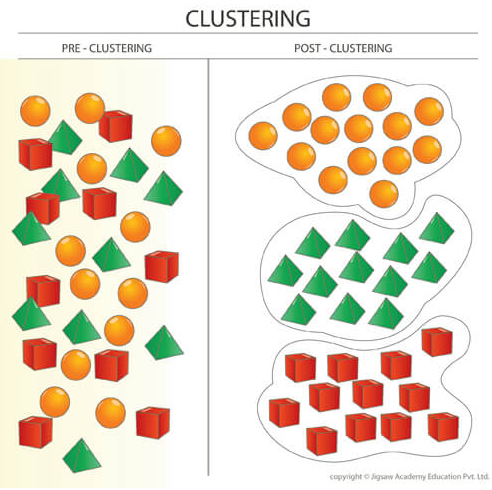 CLUSTERING
PRE - CLUSTERING
POST - CLUSTERING
copyright © Jigsaw Academy Education Pvt. Ltd.